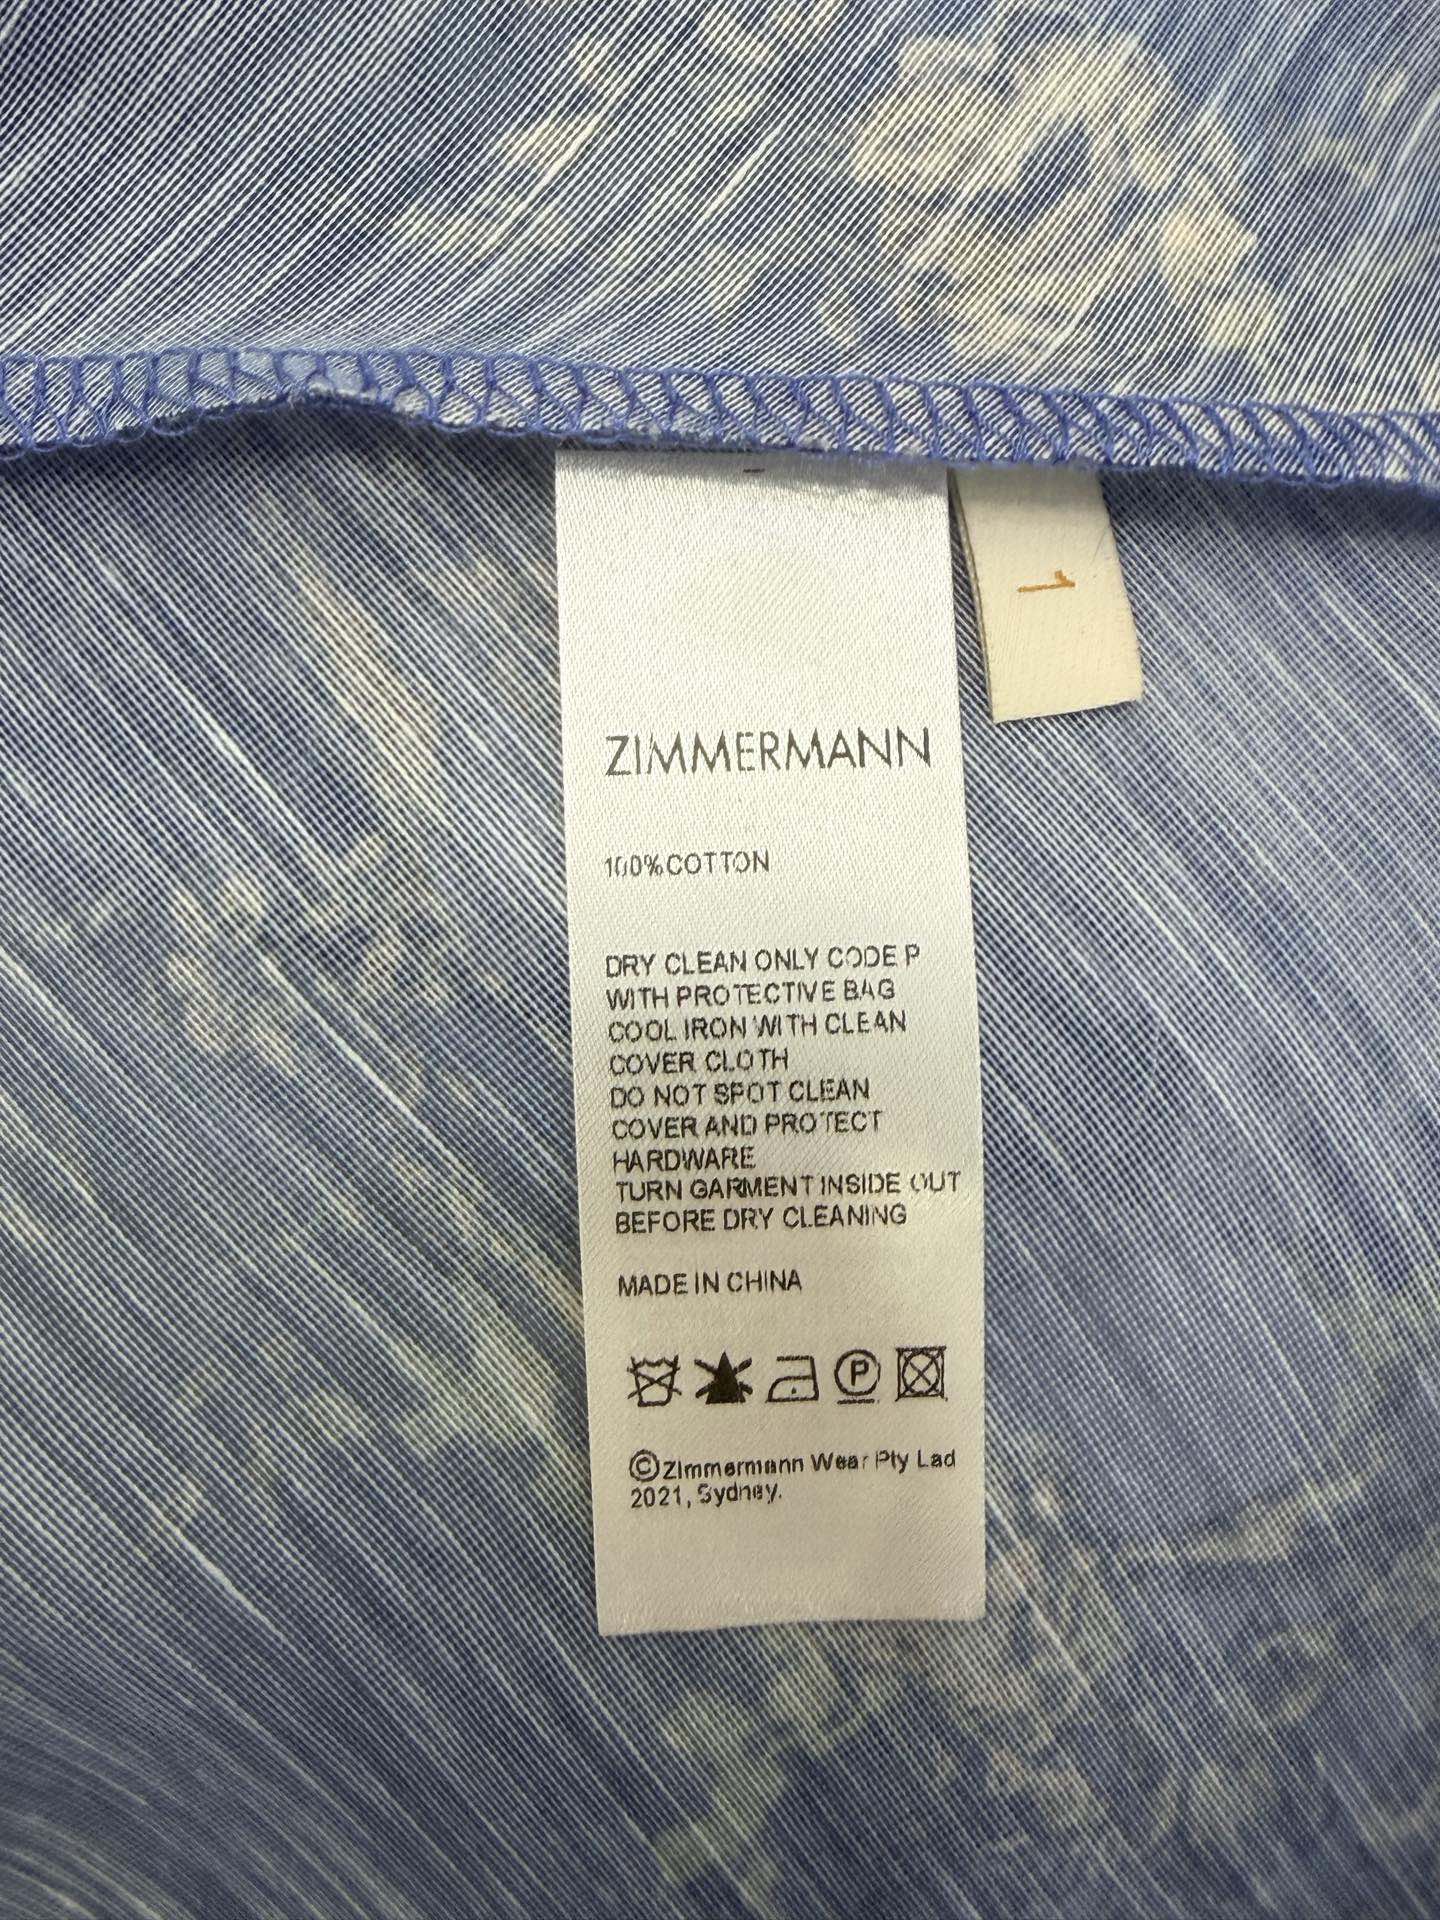 1
ZIMMERMANN
100%COTTON
DRY CLEAN ONLY CODE P
WITH PROTECTIVE BAG
COOL IRON WITH CLEAN
COVER CLOTH
DO NOT SPOT CLEAN
COVER AND PROTECT
HARDWARE
TURN GARMENT INSIDE OUT
BEFORE DRY CLEANING
MADE IN CHINA
P
©Zimmermann Wear Pty Lad
2021, Sydney.